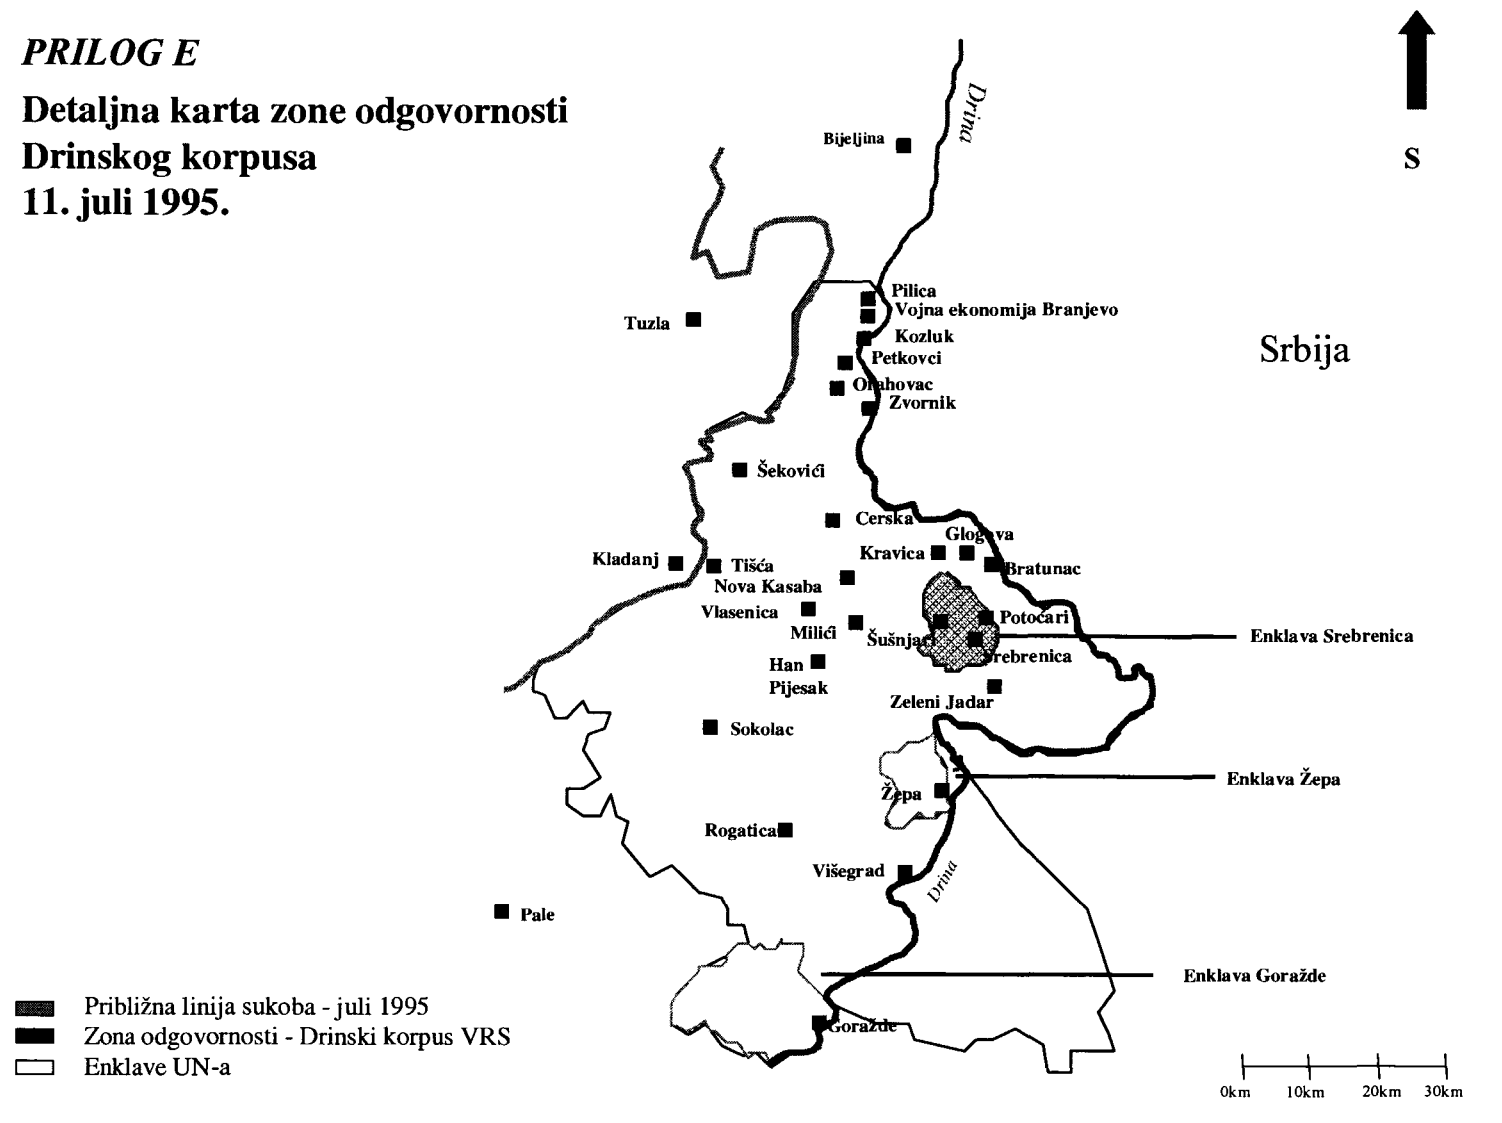 PRILOG E
Detaljna karta zone odgovornosti
Drinskog korpusa
11. juli 1995.
Drina
Bijeljina
S
Pilica
Vojna ekonomija Branjevo
Tuzla
Kozluk
Srbija
Petkovci
Orahovac
Zvornik
Šekovići
Cerska
Glogova
Kravica
Kladanj
Tišća
Bratunac
Nova Kasaba
Vlasenica
Potočari
Milići
Šušnjari
Enklava Srebrenica
Srebrenica
Han
Pijesak
Zeleni Jadar
Sokolac
Enklava Žepa
Žepa
Rogatica
Višegrad
Drina
Pale
Enklava Goražde
Goražde
Približna linija sukoba - juli 1995
Zona odgovornosti - Drinski korpus VRS
Enklave UN-a
0km 10km 20km 30km